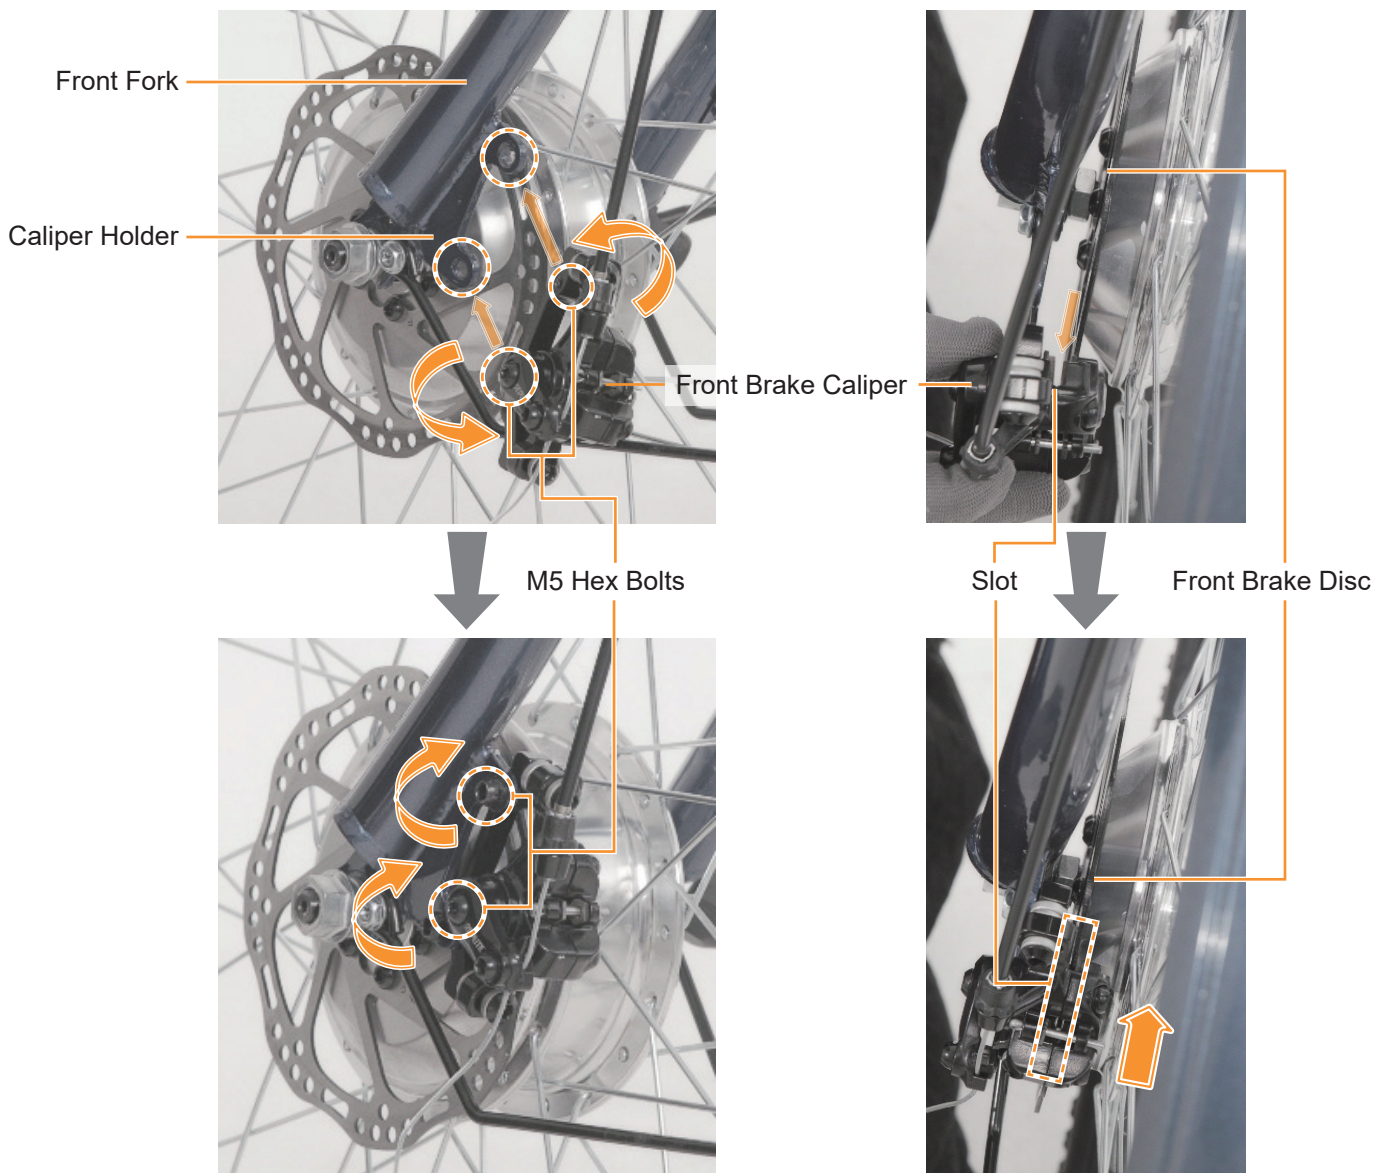 Front Fork
Caliper Holder
Front Brake Caliper
M5 Hex Bolts
Slot
Front Brake Disc